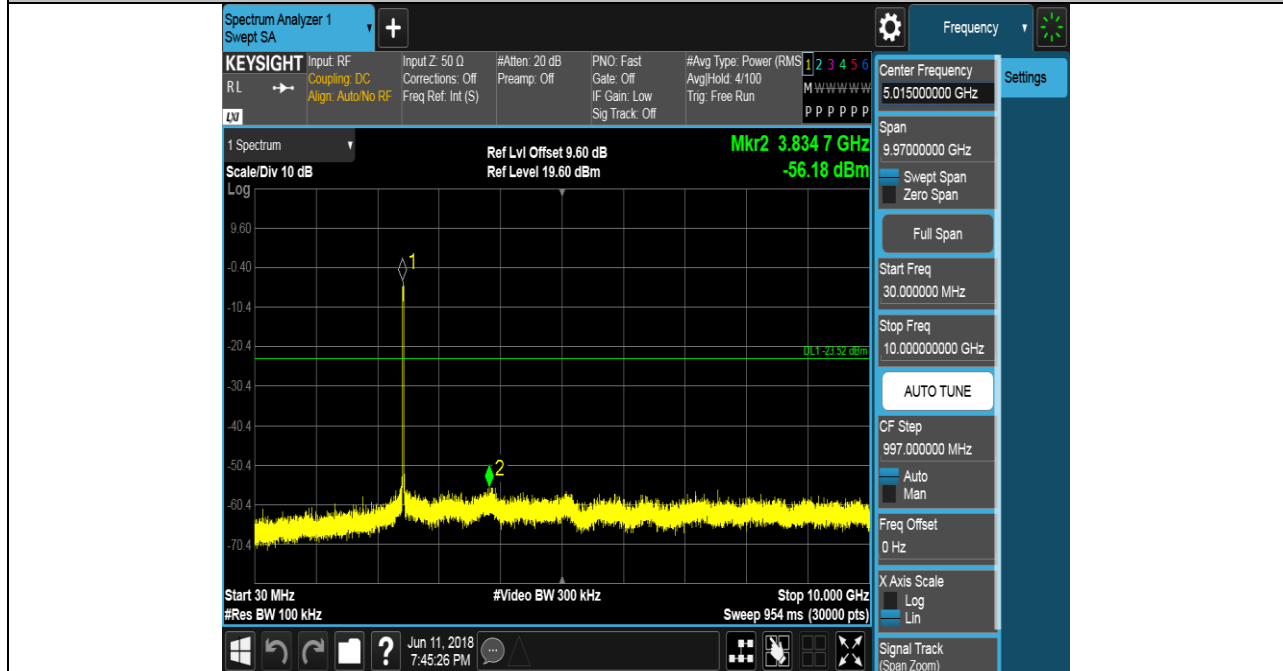 Spectrum Analyzer 1
Swept SA
Frequency
KEYSIGHT
RL
LXI
Input: RF
Coupling: DC
Align: Auto/No RF
Input Z: 50 Ω
Corrections: Off
Freq Ref: Int (S)
#Atten: 20 dB
Preamp: Off
PNO: Fast
Gate: Off
IF Gain: Low
Sig Track: Off
#Avg Type: Power (RMS
Avg|Hold: 4/100
Trig: Free Run
1 2 3 4 5 6
M W W W W W
P P P P P P
1 Spectrum
Scale/Div 10 dB
Log
Ref Lvl Offset 9.60 dB
Ref Level 19.60 dBm
Mkr2 3.834 7 GHz
-56.18 dBm
9.60
-0.40
-10.4
-20.4
-30.4
-40.4
-50.4
-60.4
-70.4
1
2
DL1 -23.52 dBm
Start 30 MHz
#Res BW 100 kHz
#Video BW 300 kHz
Stop 10.000 GHz
Sweep 954 ms (30000 pts)
Jun 11, 2018
7:45:26 PM
Center Frequency
5.015000000 GHz
Settings
Span
9.97000000 GHz
Swept Span
Zero Span
Full Span
Start Freq
30.000000 MHz
Stop Freq
10.000000000 GHz
AUTO TUNE
CF Step
997.000000 MHz
Auto
Man
Freq Offset
0 Hz
X Axis Scale
Log
Lin
Signal Track
(Span Zoom)